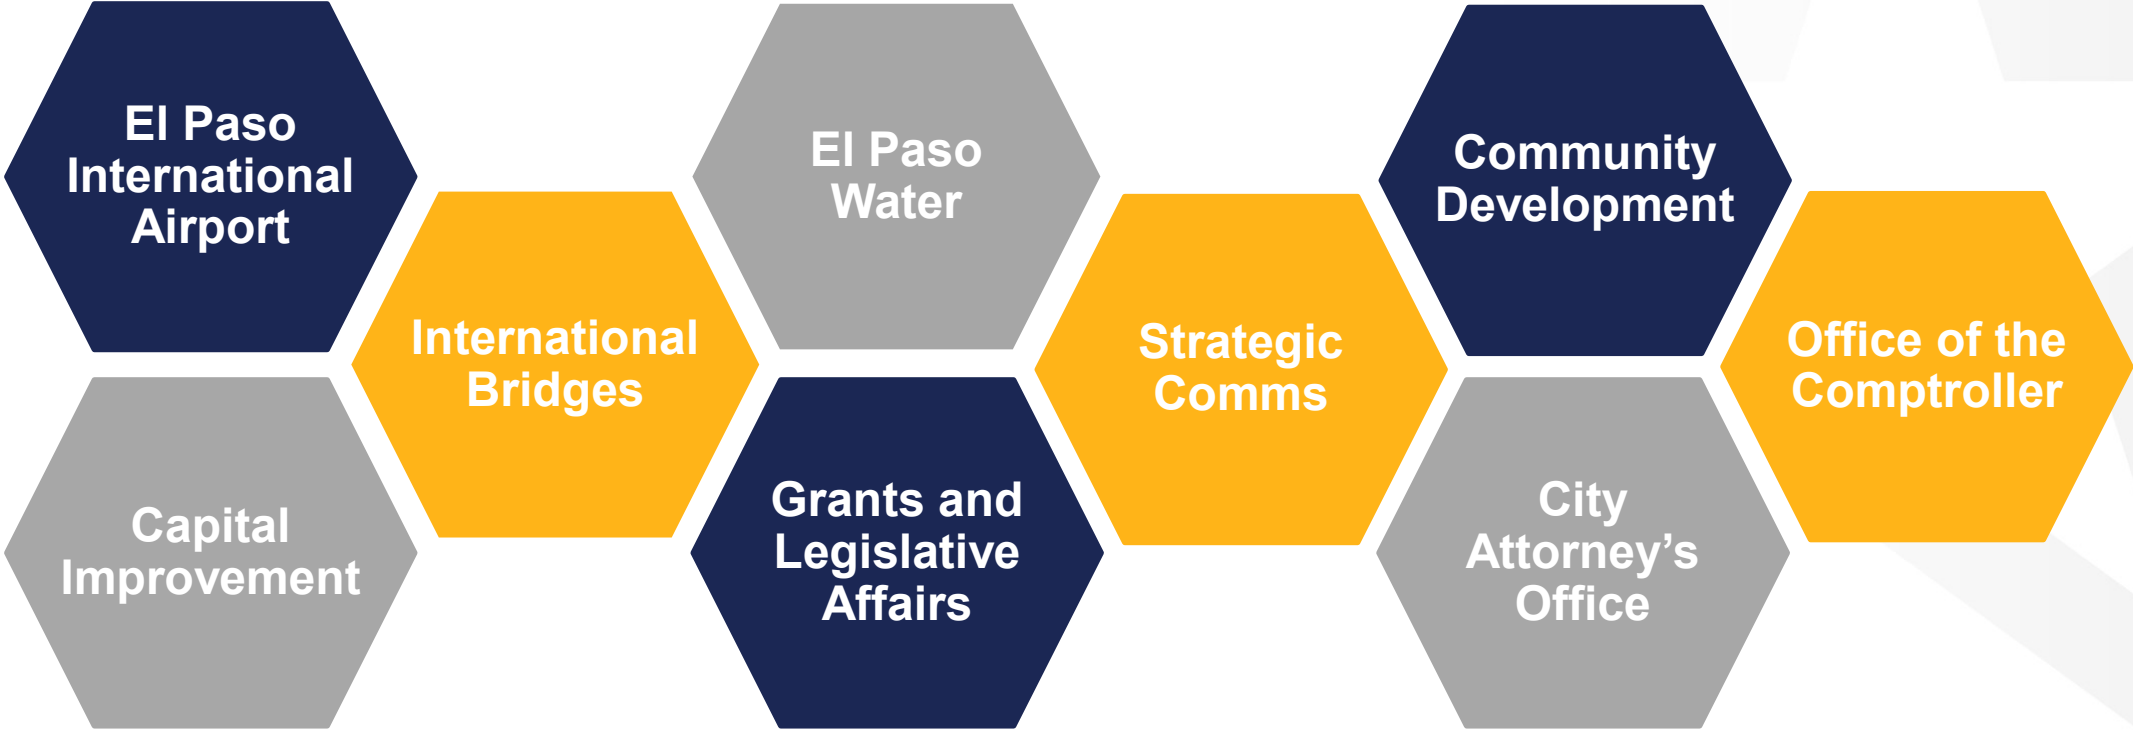 El Paso
International
Airport
Capital
Improvement
International
Bridges
El Paso
Water
Grants and
Legislative
Affairs
Strategic
Comms
Community
Development
City
Attorney’s
Office
Office of the
Comptroller